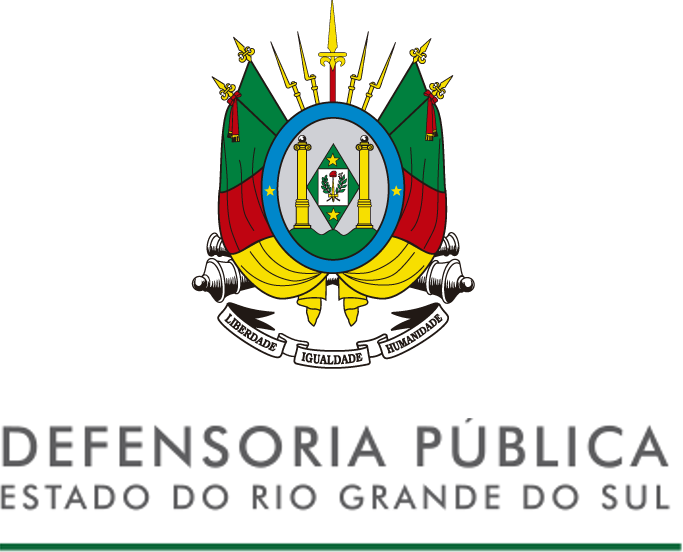 LIBERDADE IGUALDADE HUMANIDADE
DEFENSORIA PÚBLICA
ESTADO DO RIO GRANDE DO SUL